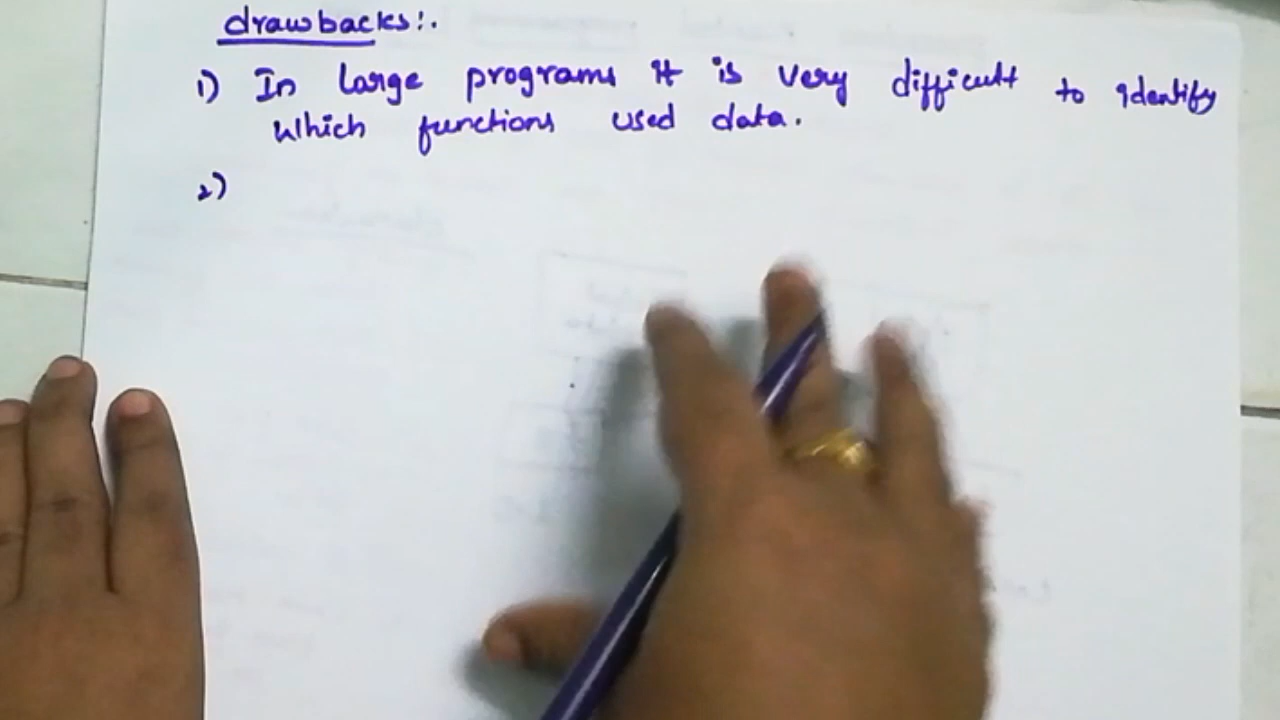 drawbacks:.
1) In large programs it is very difficult to identify
which functions used data.
2)